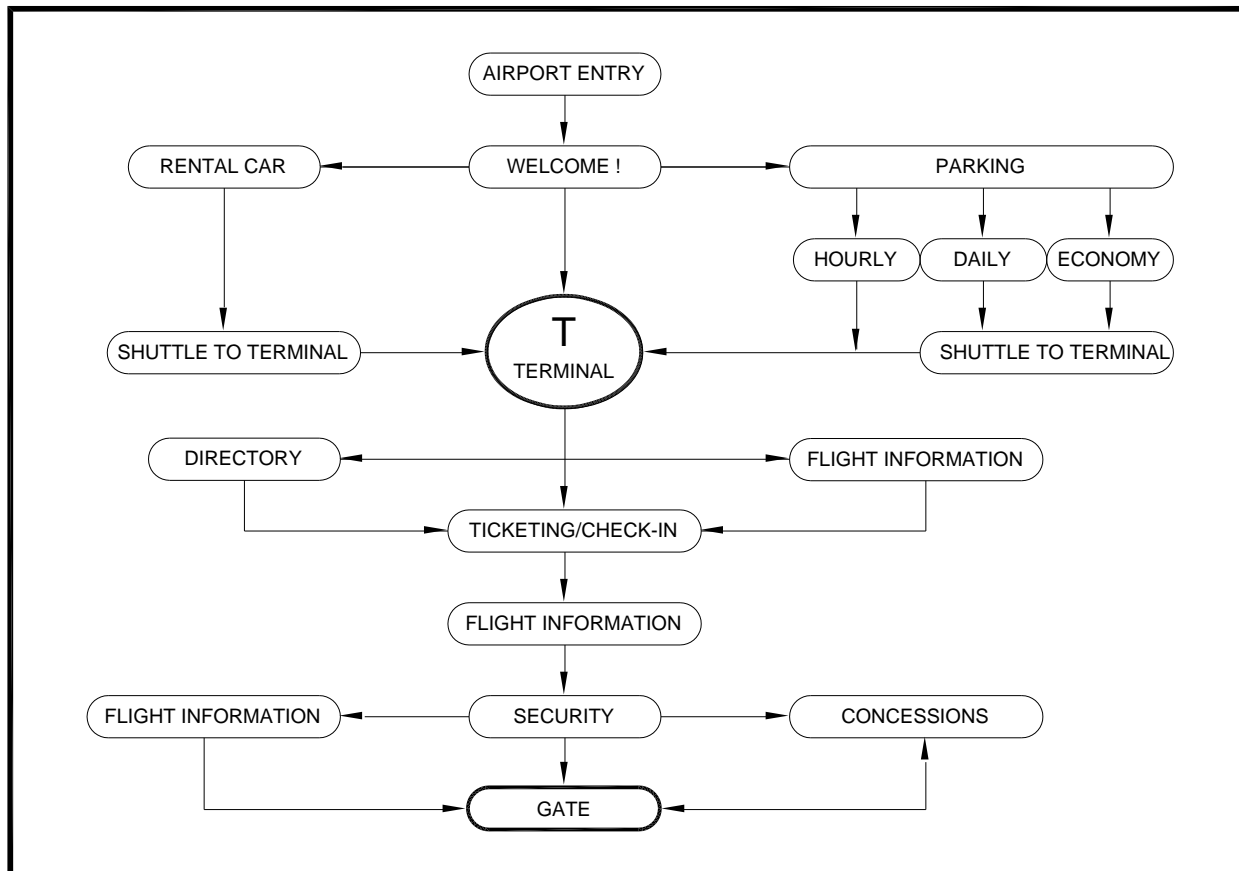 AIRPORT ENTRY
RENTAL CAR
WELCOME !
PARKING
HOURLY
DAILY
ECONOMY
SHUTTLE TO TERMINAL
T
TERMINAL
SHUTTLE TO TERMINAL
DIRECTORY
FLIGHT INFORMATION
TICKETING/CHECK-IN
FLIGHT INFORMATION
FLIGHT INFORMATION
SECURITY
CONCESSIONS
GATE